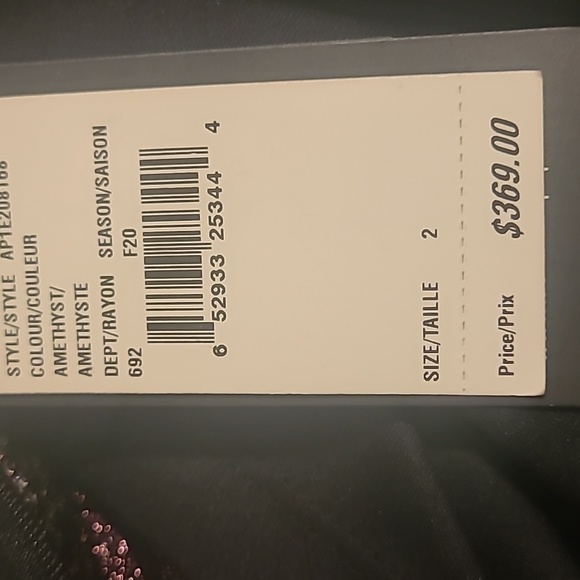 STYLE/STYLE AP1E208168
COLOUR/COULEUR
AMETHYST/
AMETHYSTE
DEPT/RAYON SEASON/SAISON
692 F20
6 52933 25344 4
SIZE/TAILLE 2
Price/Prix $369.00